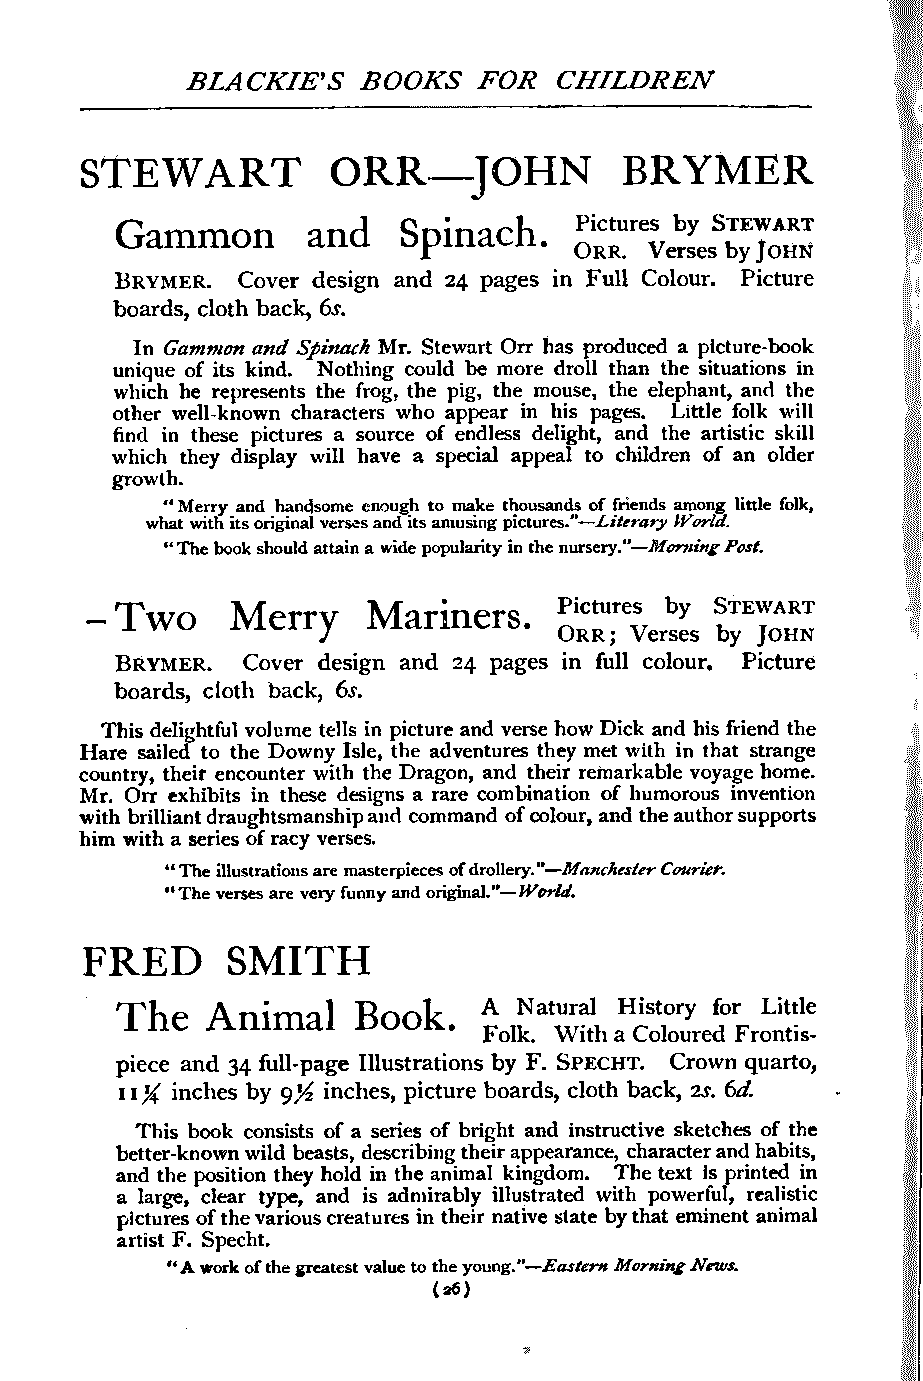 BLACKIE'S BOOKS FOR CHILDREN
STEWART ORR—JOHN BRYMER
Gammon and Spinach. Pictures by STEWART
ORR. Verses by JOHN
BRYMER. Cover design and 24 pages in Full Colour. Picture
boards, cloth back, 6s.
In Gammon and Spinach Mr. Stewart Orr has produced a picture-book
unique of its kind. Nothing could be more droll than the situations in
which he represents the frog, the pig, the mouse, the elephant, and the
other well-known characters who appear in his pages. Little folk will
find in these pictures a source of endless delight, and the artistic skill
which they display will have a special appeal to children of an older
growth.
"Merry and handsome enough to make thousands of friends among little folk,
what with its original verses and its amusing pictures."—Literary World.
"The book should attain a wide popularity in the nursery."—Morning Post.
– Two Merry Mariners. Pictures by STEWART
ORR; Verses by JOHN
BRYMER. Cover design and 24 pages in full colour. Picture
boards, cloth back, 6s.
This delightful volume tells in picture and verse how Dick and his friend the
Hare sailed to the Downy Isle, the adventures they met with in that strange
country, their encounter with the Dragon, and their remarkable voyage home.
Mr. Orr exhibits in these designs a rare combination of humorous invention
with brilliant draughtsmanship and command of colour, and the author supports
him with a series of racy verses.
"The illustrations are masterpieces of drollery."—Manchester Courier.
"The verses are very funny and original."—World.
FRED SMITH
The Animal Book. A Natural History for Little
Folk. With a Coloured Frontis-
piece and 34 full-page Illustrations by F. SPECHT. Crown quarto,
11¼ inches by 9½ inches, picture boards, cloth back, 2s. 6d.
This book consists of a series of bright and instructive sketches of the
better-known wild beasts, describing their appearance, character and habits,
and the position they hold in the animal kingdom. The text is printed in
a large, clear type, and is admirably illustrated with powerful, realistic
pictures of the various creatures in their native state by that eminent animal
artist F. Specht.
"A work of the greatest value to the young."—Eastern Morning News.
(26)